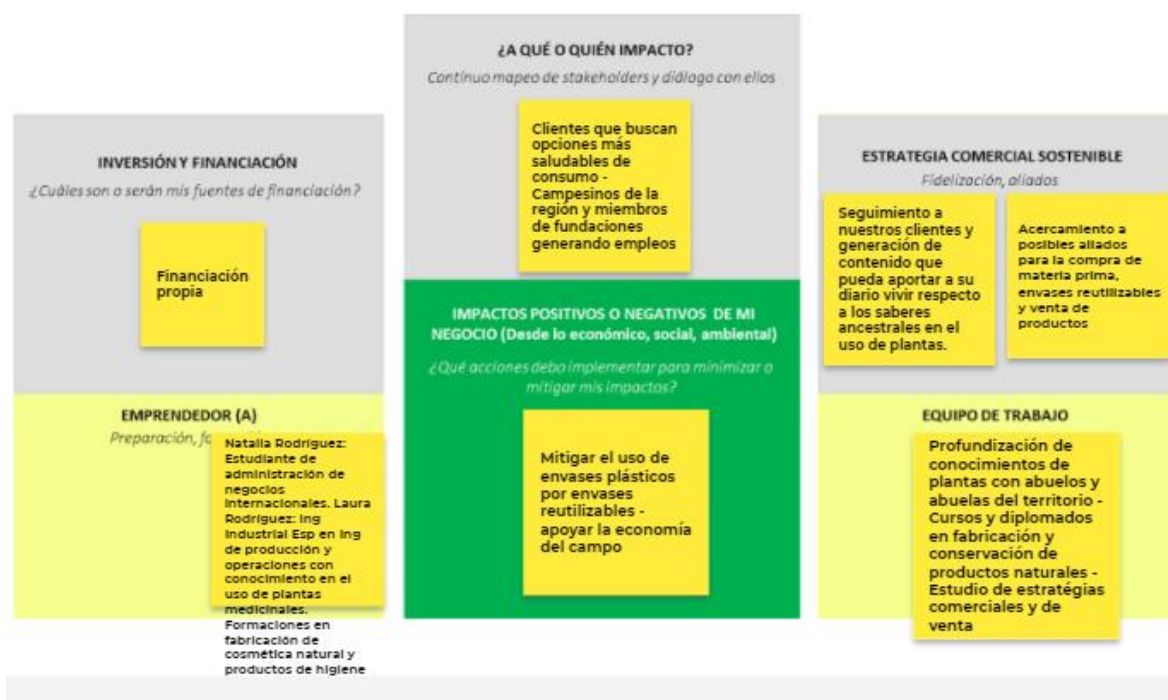 ¿A QUÉ O QUIÉN IMPACTO?
Contínuo mapeo de stakeholders y diálogo con ellos
Clientes que buscan
opciones más
saludables de
consumo -
Campesinos de la
región y miembros
de fundaciones
generando empleos
INVERSIÓN Y FINANCIACIÓN
¿Cuáles son o serán mis fuentes de financiación?
Financiación
propia
ESTRATEGIA COMERCIAL SOSTENIBLE
Fidelización, aliados
Seguimiento a
nuestros clientes y
generación de
contenido que
pueda aportar a su
diario vivir respecto
a los saberes
ancestrales en el
uso de plantas.
Acercamiento a
posibles aliados
para la compra de
materia prima,
envases reutilizables
y venta de
productos
IMPACTOS POSITIVOS O NEGATIVOS DE MI
NEGOCIO (Desde lo económico, social, ambiental)
¿Qué acciones debo implementar para minimizar o
mitigar mis impactos?
Mitigar el uso de
envases plásticos
por envases
reutilizables -
apoyar la economía
del campo
EMPRENDEDOR (A)
Preparación,
Natalia Rodríguez:
Estudiante de
administración de
negocios
internacionales. Laura
Rodríguez: Ing
Industrial Esp en ing
de producción y
operaciones con
conocimiento en el
uso de plantas
medicinales.
Formaciones en
fabricación de
cosmética natural y
productos de higiene
EQUIPO DE TRABAJO
Profundización de
conocimientos de
plantas con abuelos y
abuelas del territorio -
Cursos y diplomados
en fabricación y
conservación de
productos naturales -
Estudio de estratégias
comerciales y de
venta